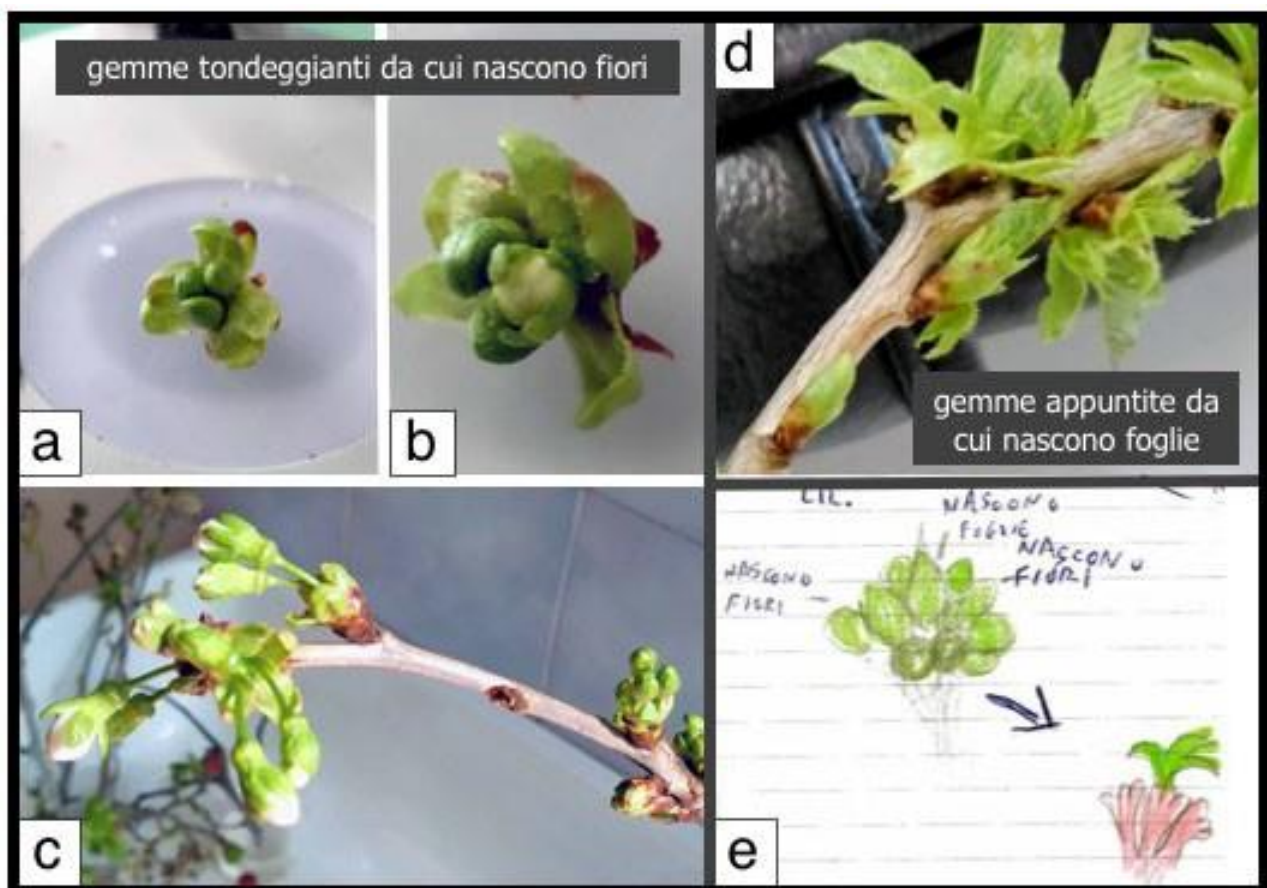 gemme tondeggianti da cui nascono fiori
a
b
c
d
gemme appuntite da
cui nascono foglie
NASCONO
FOGLIE
NASCONO
FIORI
NASCONO
FIORI
e